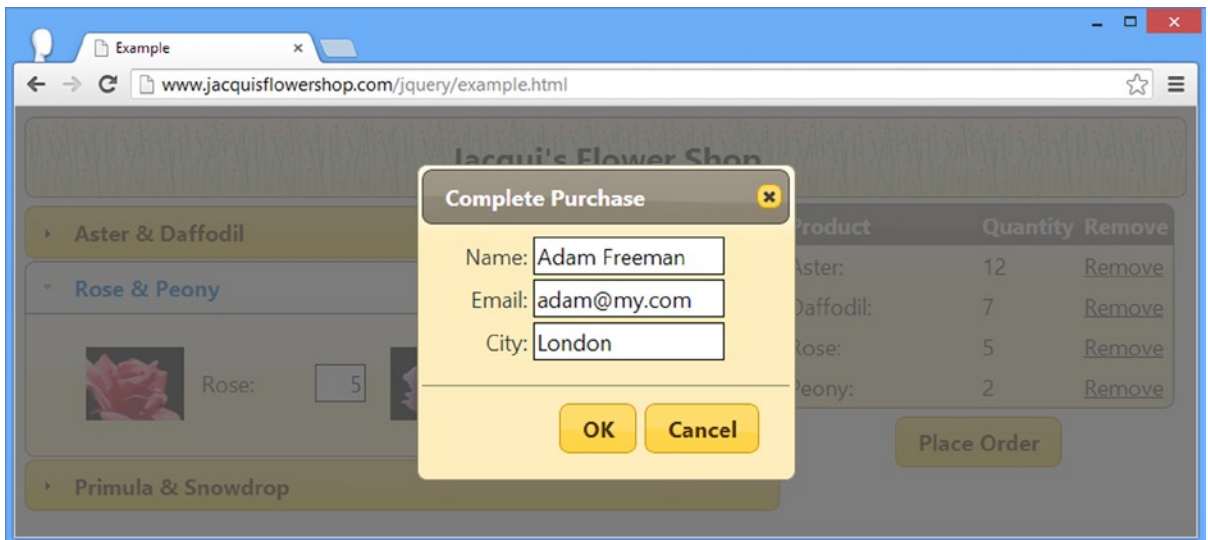 Example
www.jacquisflowershop.com/jquery/example.html
Jacqui's Flower Shop
Complete Purchase
Name: Adam Freeman
Email: adam@my.com
City: London
OK Cancel
Aster & Daffodil
Rose & Peony
Rose: 5
Primula & Snowdrop
Product Quantity Remove
Aster: 12 Remove
Daffodil: 7 Remove
Rose: 5 Remove
Peony: 2 Remove
Place Order